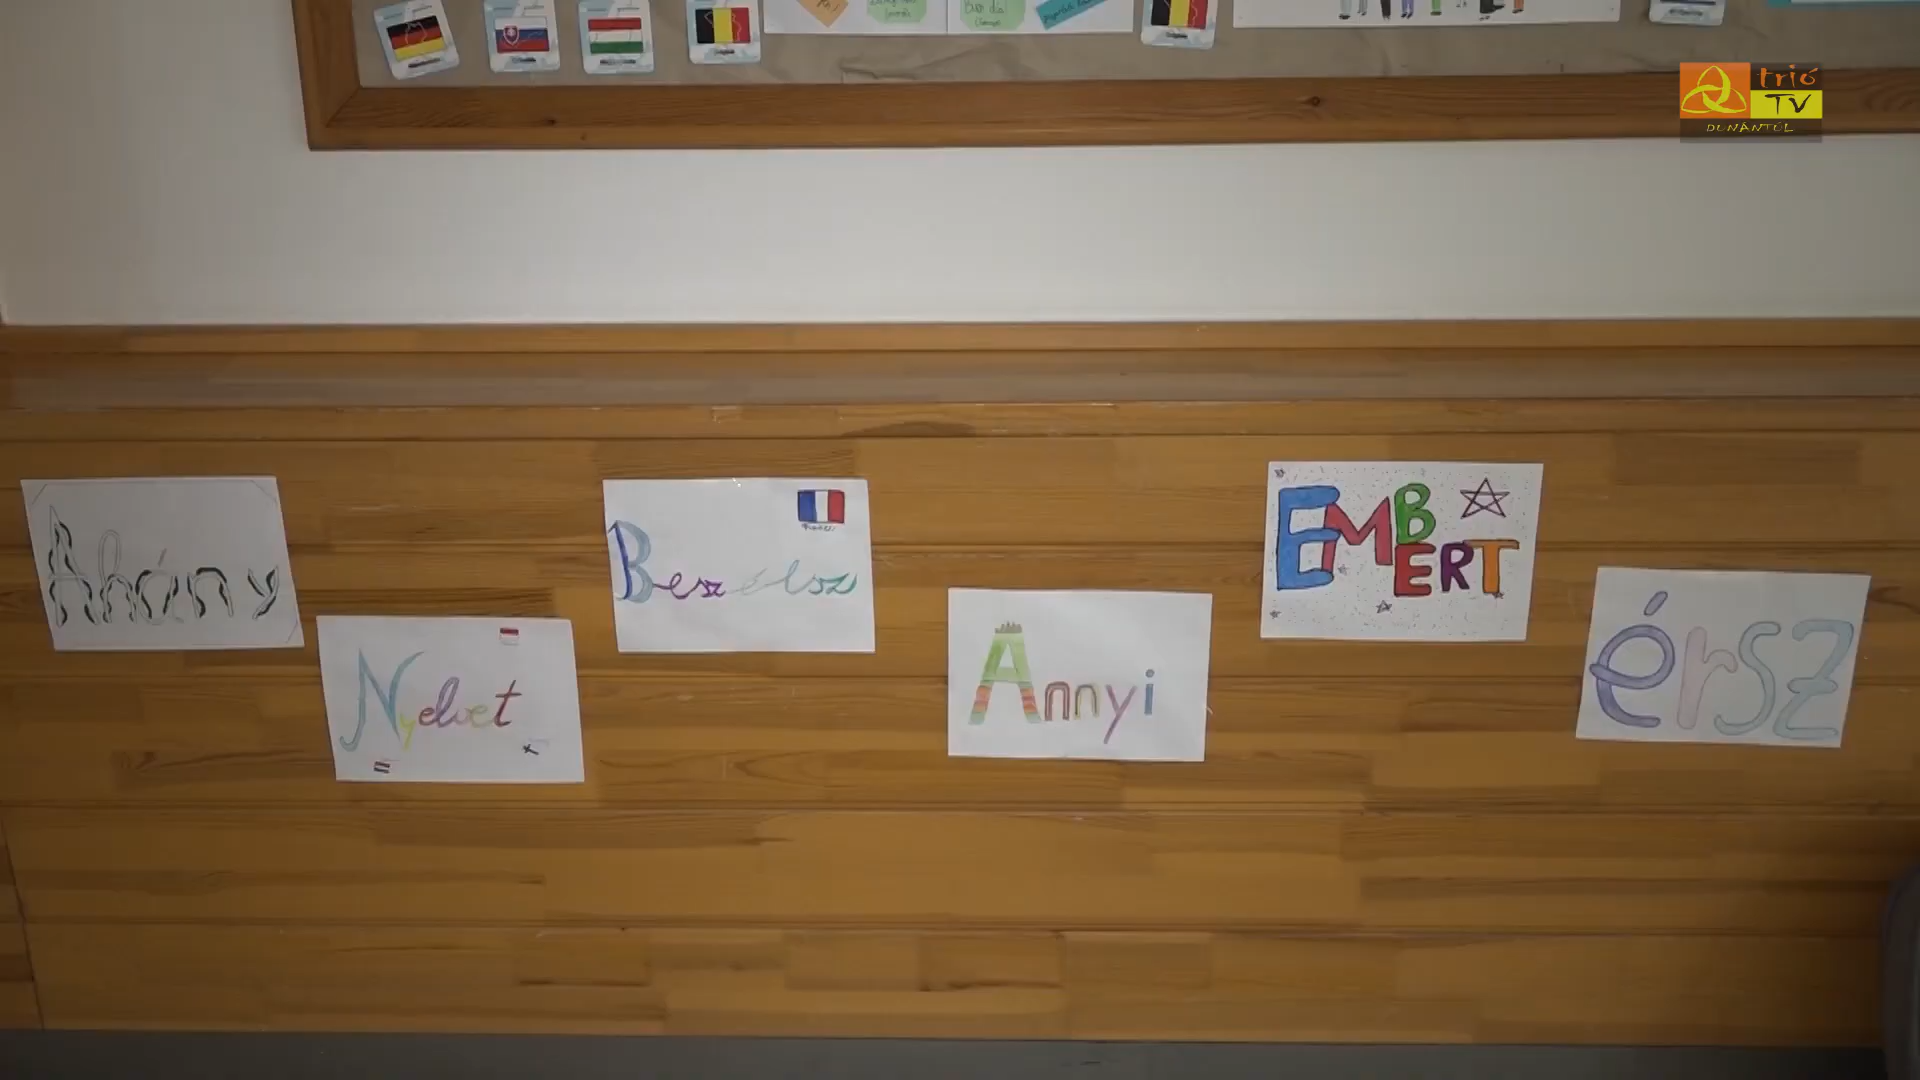 trió
TV
DUNÁNTÚL
Ahány
Nyelvet
Beszélsz
Annyi
EMBERT
érsz